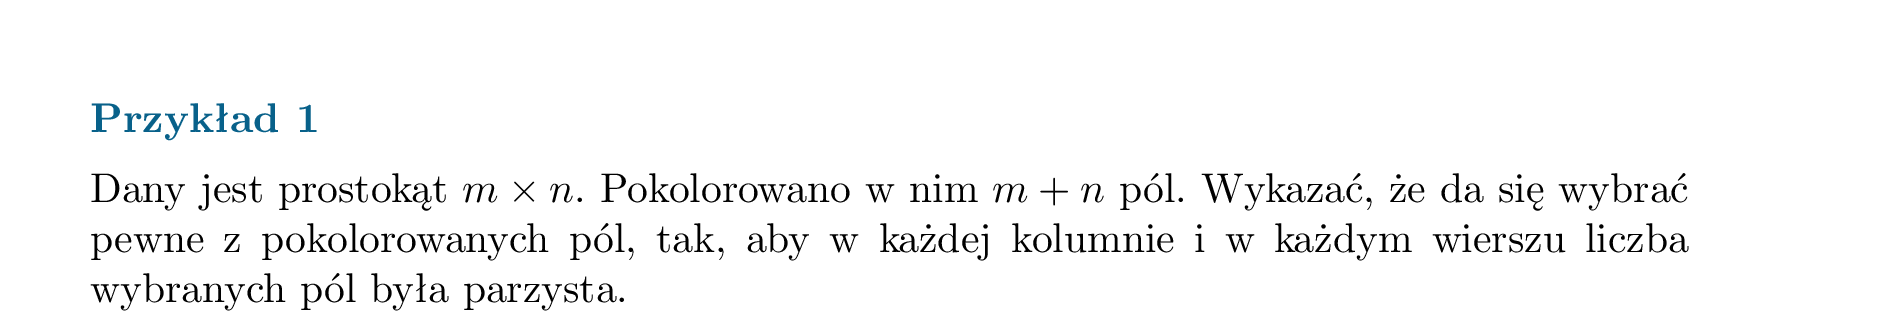 Przykład 1
Dany jest prostokąt m × n. Pokolorowano w nim m + n pól. Wykazać, że da się wybrać
pewne z pokolorowanych pól, tak, aby w każdej kolumnie i w każdym wierszu liczba
wybranych pól była parzysta.